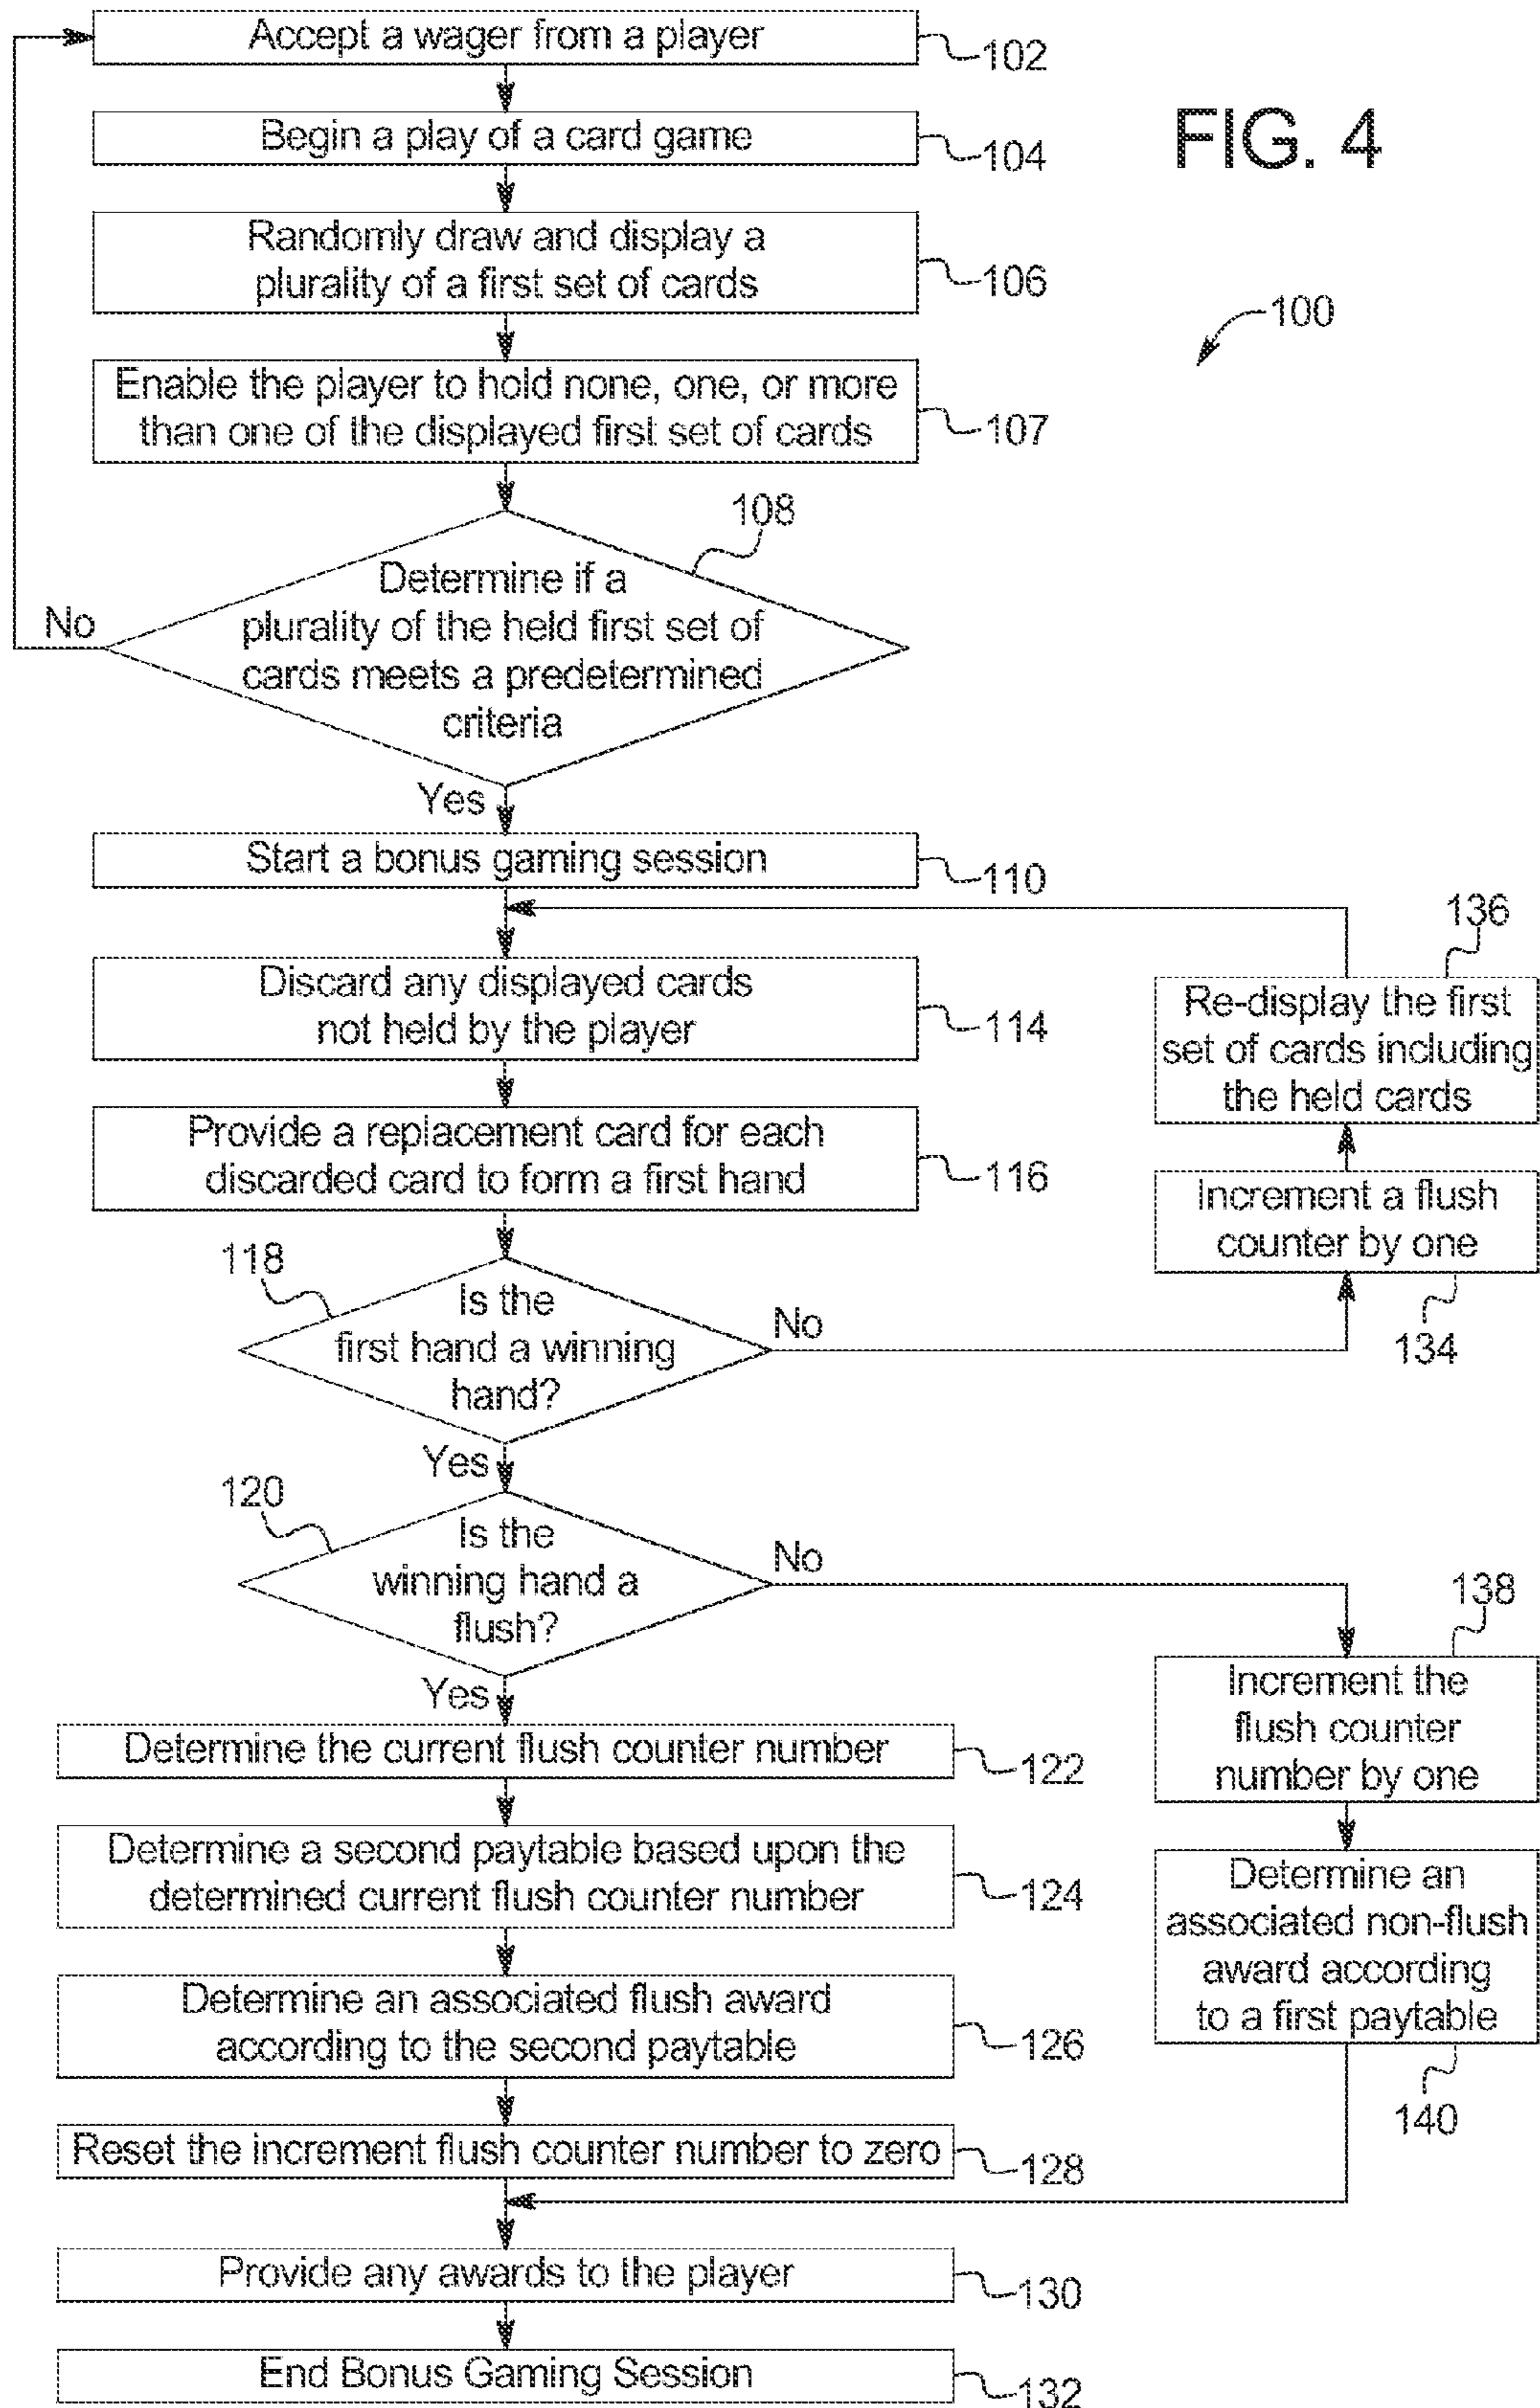 Accept a wager from a player
102
FIG. 4
Begin a play of a card game
104
Randomly draw and display a
plurality of a first set of cards
106
100
Enable the player to hold none, one, or more
than one of the displayed first set of cards
107
108
Determine if a
plurality of the held first set of
cards meets a predetermined
criteria
No
Yes
Start a bonus gaming session
110
136
Discard any displayed cards
not held by the player
114
Re-display the first
set of cards including
the held cards
Provide a replacement card for each
discarded card to form a first hand
116
Increment a flush
counter by one
134
118
Is the
first hand a winning
hand?
No
Yes
120
Is the
winning hand a
flush?
No
Yes
138
Increment the
flush counter
number by one
Determine the current flush counter number
122
Determine a second paytable based upon the
determined current flush counter number
124
Determine an
associated non-flush
award according
to a first paytable
140
Determine an associated flush award
according to the second paytable
126
Reset the increment flush counter number to zero
128
Provide any awards to the player
130
End Bonus Gaming Session
132